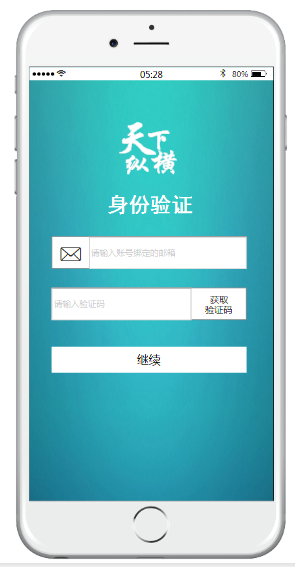 05:28
80%
天下
纵横
身份验证
请输入账号绑定的邮箱
请输入验证码
获取
验证码
继续